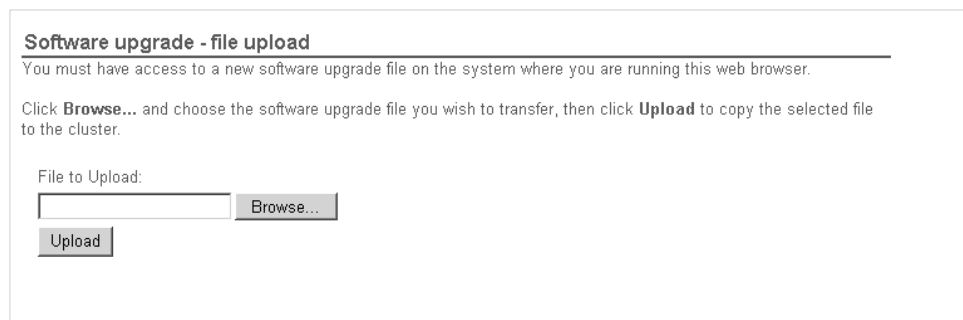 Software upgrade - file upload
You must have access to a new software upgrade file on the system where you are running this web browser.
Click Browse... and choose the software upgrade file you wish to transfer, then click Upload to copy the selected file
to the cluster.
File to Upload:
Browse...
Upload